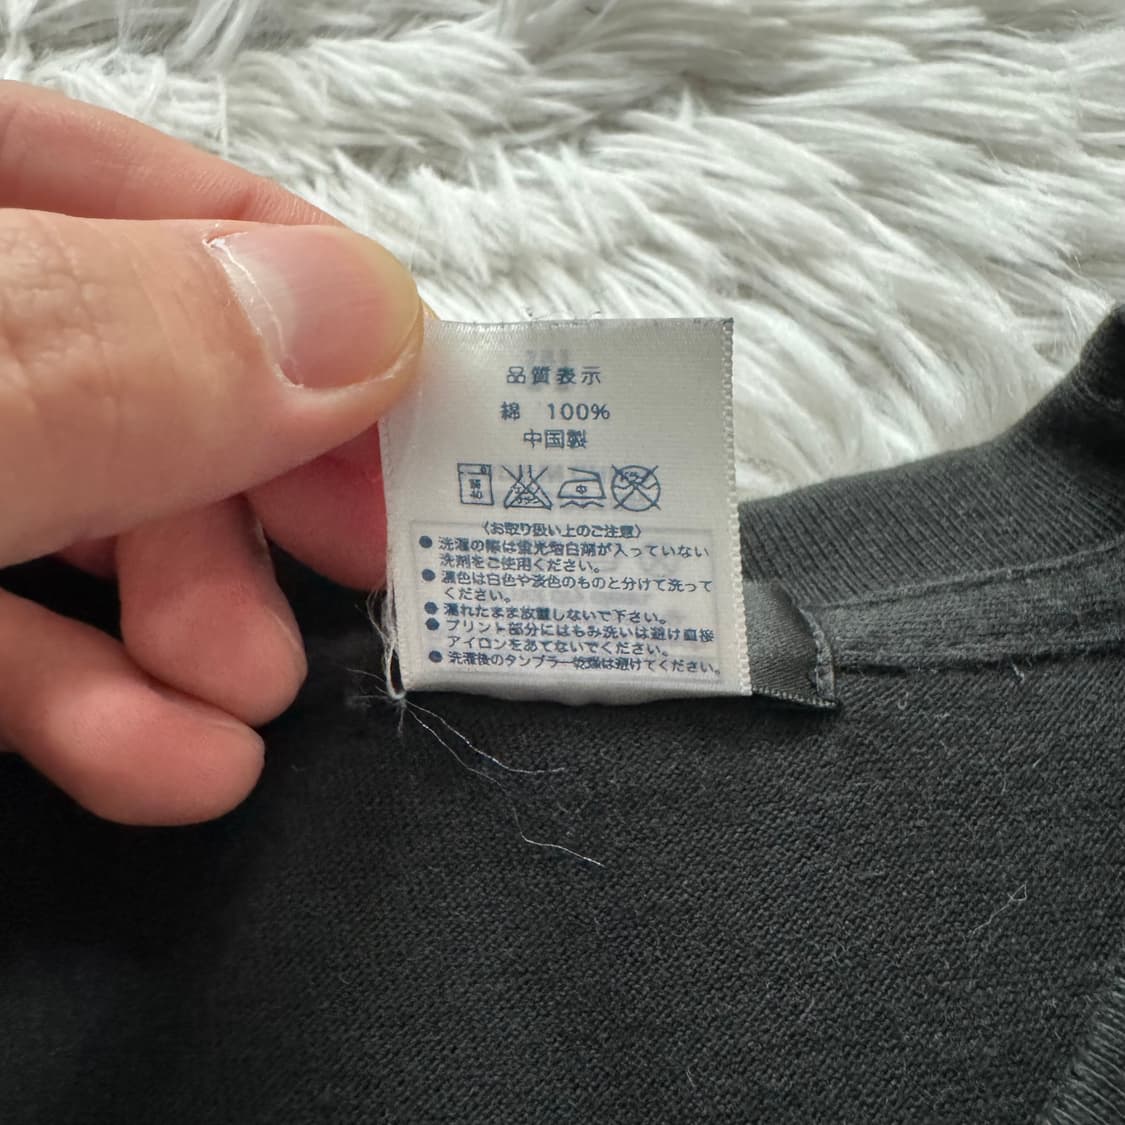 品質表示
綿 100%
中国製
40
中
〈お取り扱い上のご注意〉
● 洗濯の際は蛍光増白剤が入っていない
洗剤をご使用ください。
● 濃色は白色や淡色のものと分けて洗って
ください。
● 濡れたまま放置しないで下さい。
● プリント部分にはもみ洗いは避け直接
アイロンをあてないでください。
● 洗濯後のタンブラー乾燥は避けてください。